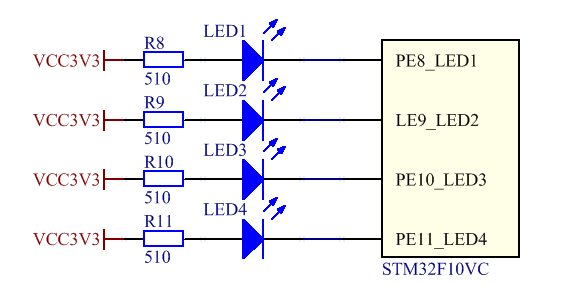 LED1
R8
VCC3V3
PE8_LED1
510
LED2
R9
VCC3V3
LE9_LED2
510
LED3
R10
VCC3V3
PE10_LED3
510
LED4
R11
VCC3V3
PE11_LED4
510
STM32F10VC